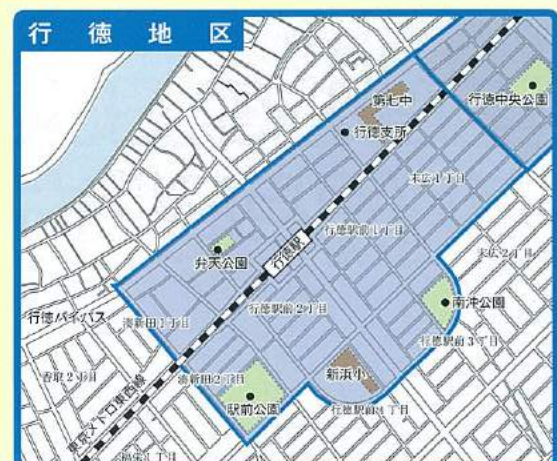 行徳地区
第七中
行徳中央公園
行徳支所
末広1丁目
行徳駅前1丁目
末広2丁目
弁天公園
行徳駅
南沖公園
行徳バイパス
湊新田1丁目
行徳駅前2丁目
行徳駅前3丁目
香取2丁目
湊新田2丁目
新浜小
東京メトロ東西線
駅前公園
行徳駅前4丁目
福栄3丁目